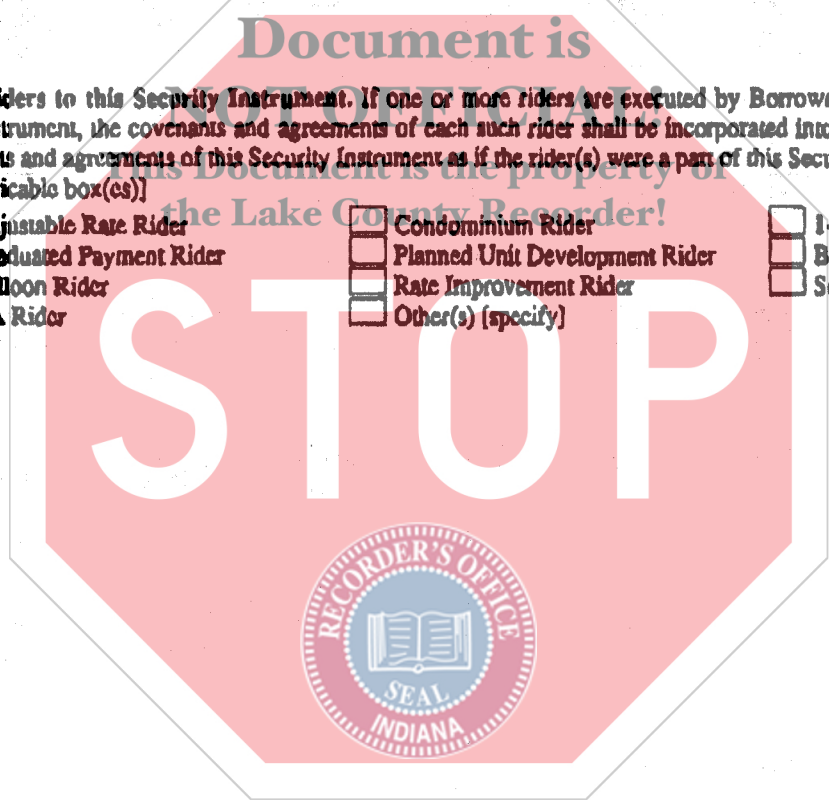 Document is
NOT OFFICIAL!
This Document is the property of
the Lake County Recorder!
ders to this Security Instrument. If one or more riders are executed by Borrow
trument, the covenants and agreements of each such rider shall be incorporated into
ts and agreements of this Security Instrument as if the rider(s) were a part of this Secu
icable box(es)]
justable Rate Rider Condominium Rider 1-
aduated Payment Rider Planned Unit Development Rider B
lloon Rider Rate Improvement Rider S
Rider Other(s) [specify]
STOP
RECORDER'S OFFICE
SEAL
INDIANA